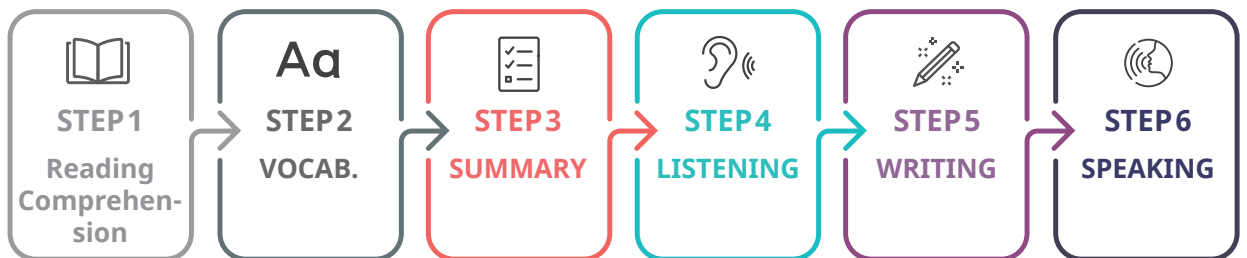 Aa
STEP 1
Reading
Comprehen-
sion
STEP 2
VOCAB.
STEP 3
SUMMARY
STEP 4
LISTENING
STEP 5
WRITING
STEP 6
SPEAKING